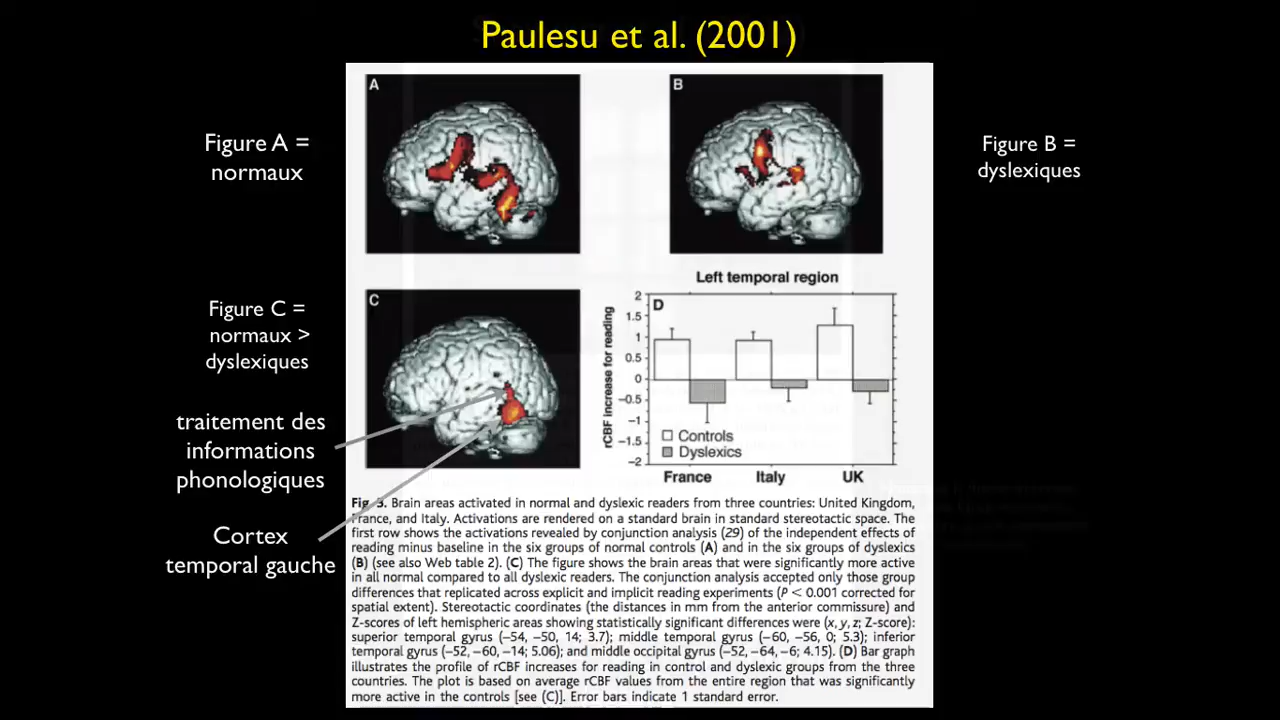 Paulesu et al. (2001)
Figure A =
normaux
Figure B =
dyslexiques
A
B
Figure C =
normaux >
dyslexiques
traitement des
informations
phonologiques
Cortex
temporal gauche
C
Left temporal region
D
rCBF increase for reading
2
1.5
1
0.5
0
−0.5
−1
−1.5
−2
Controls
Dyslexics
France Italy UK
Fig. 3. Brain areas activated in normal and dyslexic readers from three countries: United Kingdom,
France, and Italy. Activations are rendered on a standard brain in standard stereotactic space. The
first row shows the activations revealed by conjunction analysis (29) of the independent effects of
reading minus baseline in the six groups of normal controls (A) and in the six groups of dyslexics
(B) (see also Web table 2). (C) The figure shows the brain areas that were significantly more active
in all normal compared to all dyslexic readers. The conjunction analysis accepted only those group
differences that replicated across explicit and implicit reading experiments (P < 0.001 corrected for
spatial extent). Stereotactic coordinates (the distances in mm from the anterior commissure) and
Z-scores of left hemispheric areas showing statistically significant differences were (x, y, z; Z-score):
superior temporal gyrus (−54, −50, 14; 3.7); middle temporal gyrus (−60, −56, 0; 5.3); inferior
temporal gyrus (−52, −60, −14; 5.06); and middle occipital gyrus (−52, −64, −6; 4.15). (D) Bar graph
illustrates the profile of rCBF increases for reading in control and dyslexic groups from the three
countries. The plot is based on average rCBF values from the entire region that was significantly
more active in the controls [see (C)]. Error bars indicate 1 standard error.